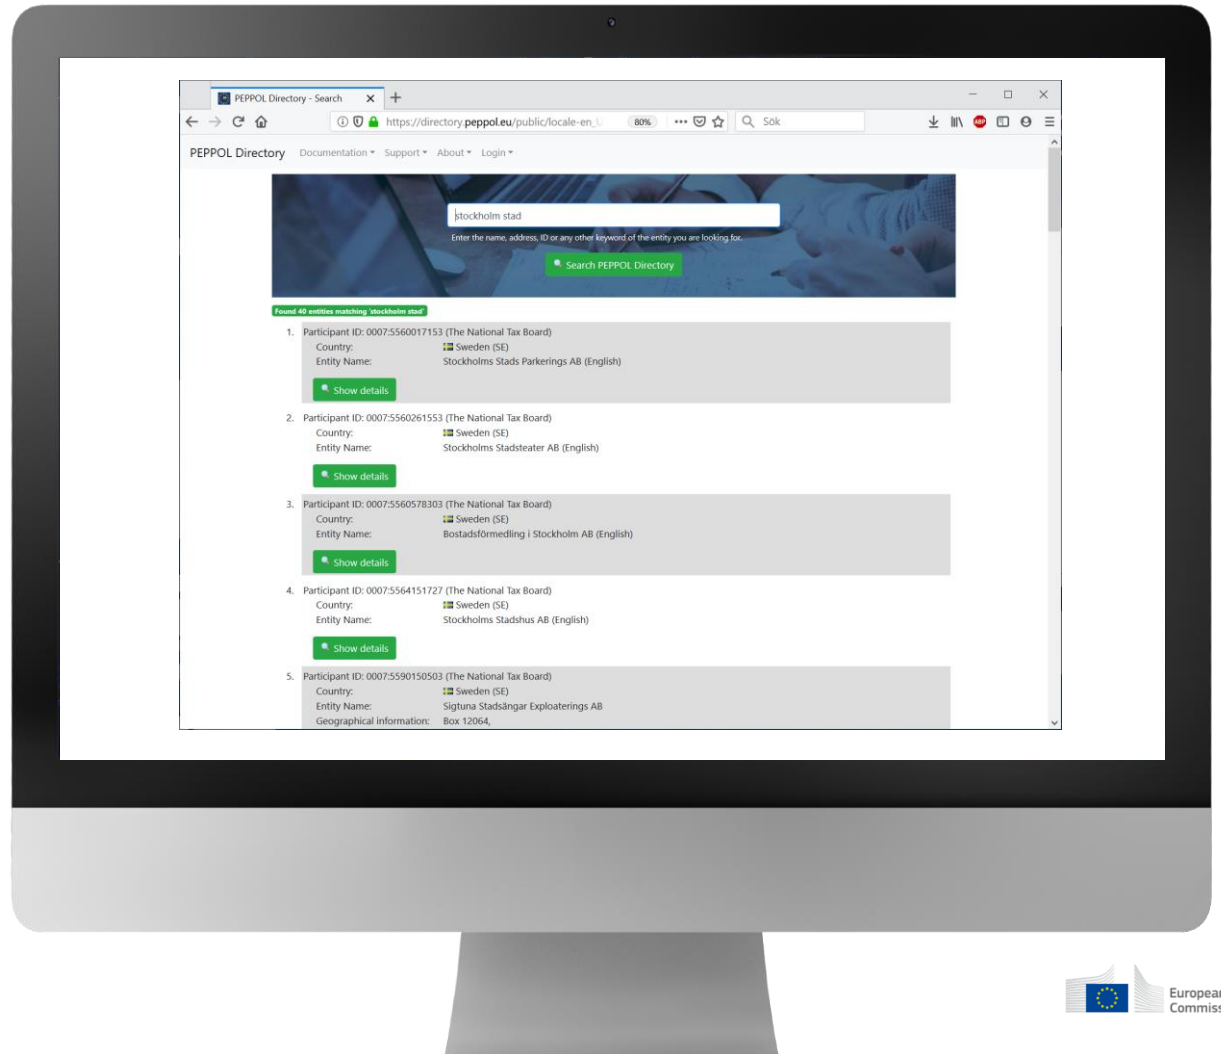 PEPPOL Directory - Search
https://directory.peppol.eu/public/locale-en_U
80%
Sök
PEPPOL Directory Documentation Support About Login
stockholm stad
Enter the name, address, ID or any other keyword of the entity you are looking for.
Search PEPPOL Directory
Found 40 entities matching 'stockholm stad'
1. Participant ID: 0007:5560017153 (The National Tax Board)
Country: Sweden (SE)
Entity Name: Stockholms Stads Parkerings AB (English)
Show details
2. Participant ID: 0007:5560261553 (The National Tax Board)
Country: Sweden (SE)
Entity Name: Stockholms Stadsteater AB (English)
Show details
3. Participant ID: 0007:5560578303 (The National Tax Board)
Country: Sweden (SE)
Entity Name: Bostadsförmedling i Stockholm AB (English)
Show details
4. Participant ID: 0007:5564151727 (The National Tax Board)
Country: Sweden (SE)
Entity Name: Stockholms Stadshus AB (English)
Show details
5. Participant ID: 0007:5590150503 (The National Tax Board)
Country: Sweden (SE)
Entity Name: Sigtuna Stadsängar Exploaterings AB
Geographical information: Box 12064,
European
Commiss